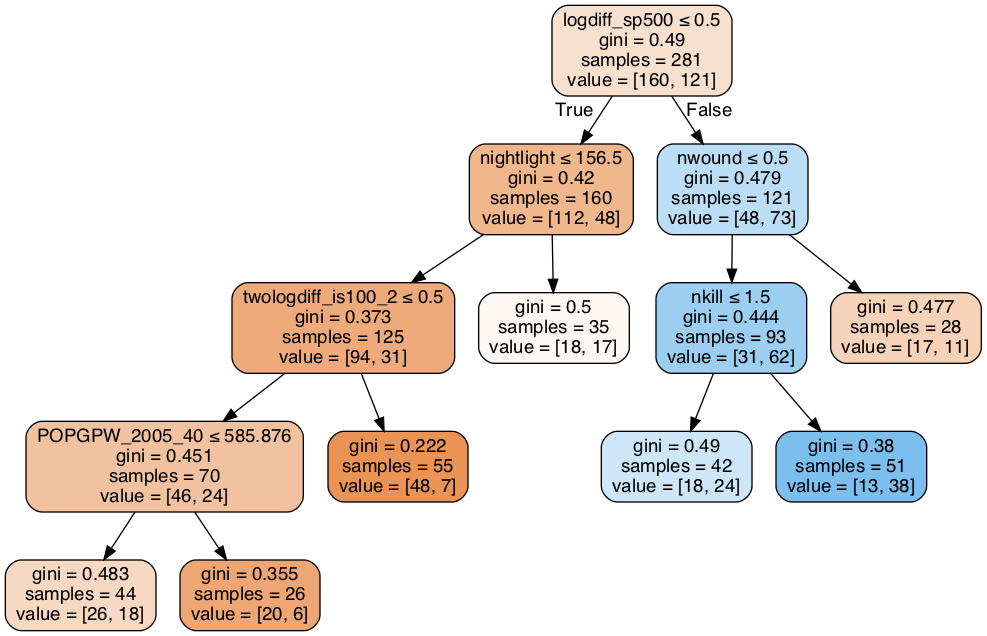 logdiff_sp500 ≤ 0.5
gini = 0.49
samples = 281
value = [160, 121]
True
False
nightlight ≤ 156.5
gini = 0.42
samples = 160
value = [112, 48]
nwound ≤ 0.5
gini = 0.479
samples = 121
value = [48, 73]
twologdiff_is100_2 ≤ 0.5
gini = 0.373
samples = 125
value = [94, 31]
gini = 0.5
samples = 35
value = [18, 17]
nkill ≤ 1.5
gini = 0.444
samples = 93
value = [31, 62]
gini = 0.477
samples = 28
value = [17, 11]
POPGPW_2005_40 ≤ 585.876
gini = 0.451
samples = 70
value = [46, 24]
gini = 0.222
samples = 55
value = [48, 7]
gini = 0.49
samples = 42
value = [18, 24]
gini = 0.38
samples = 51
value = [13, 38]
gini = 0.483
samples = 44
value = [26, 18]
gini = 0.355
samples = 26
value = [20, 6]